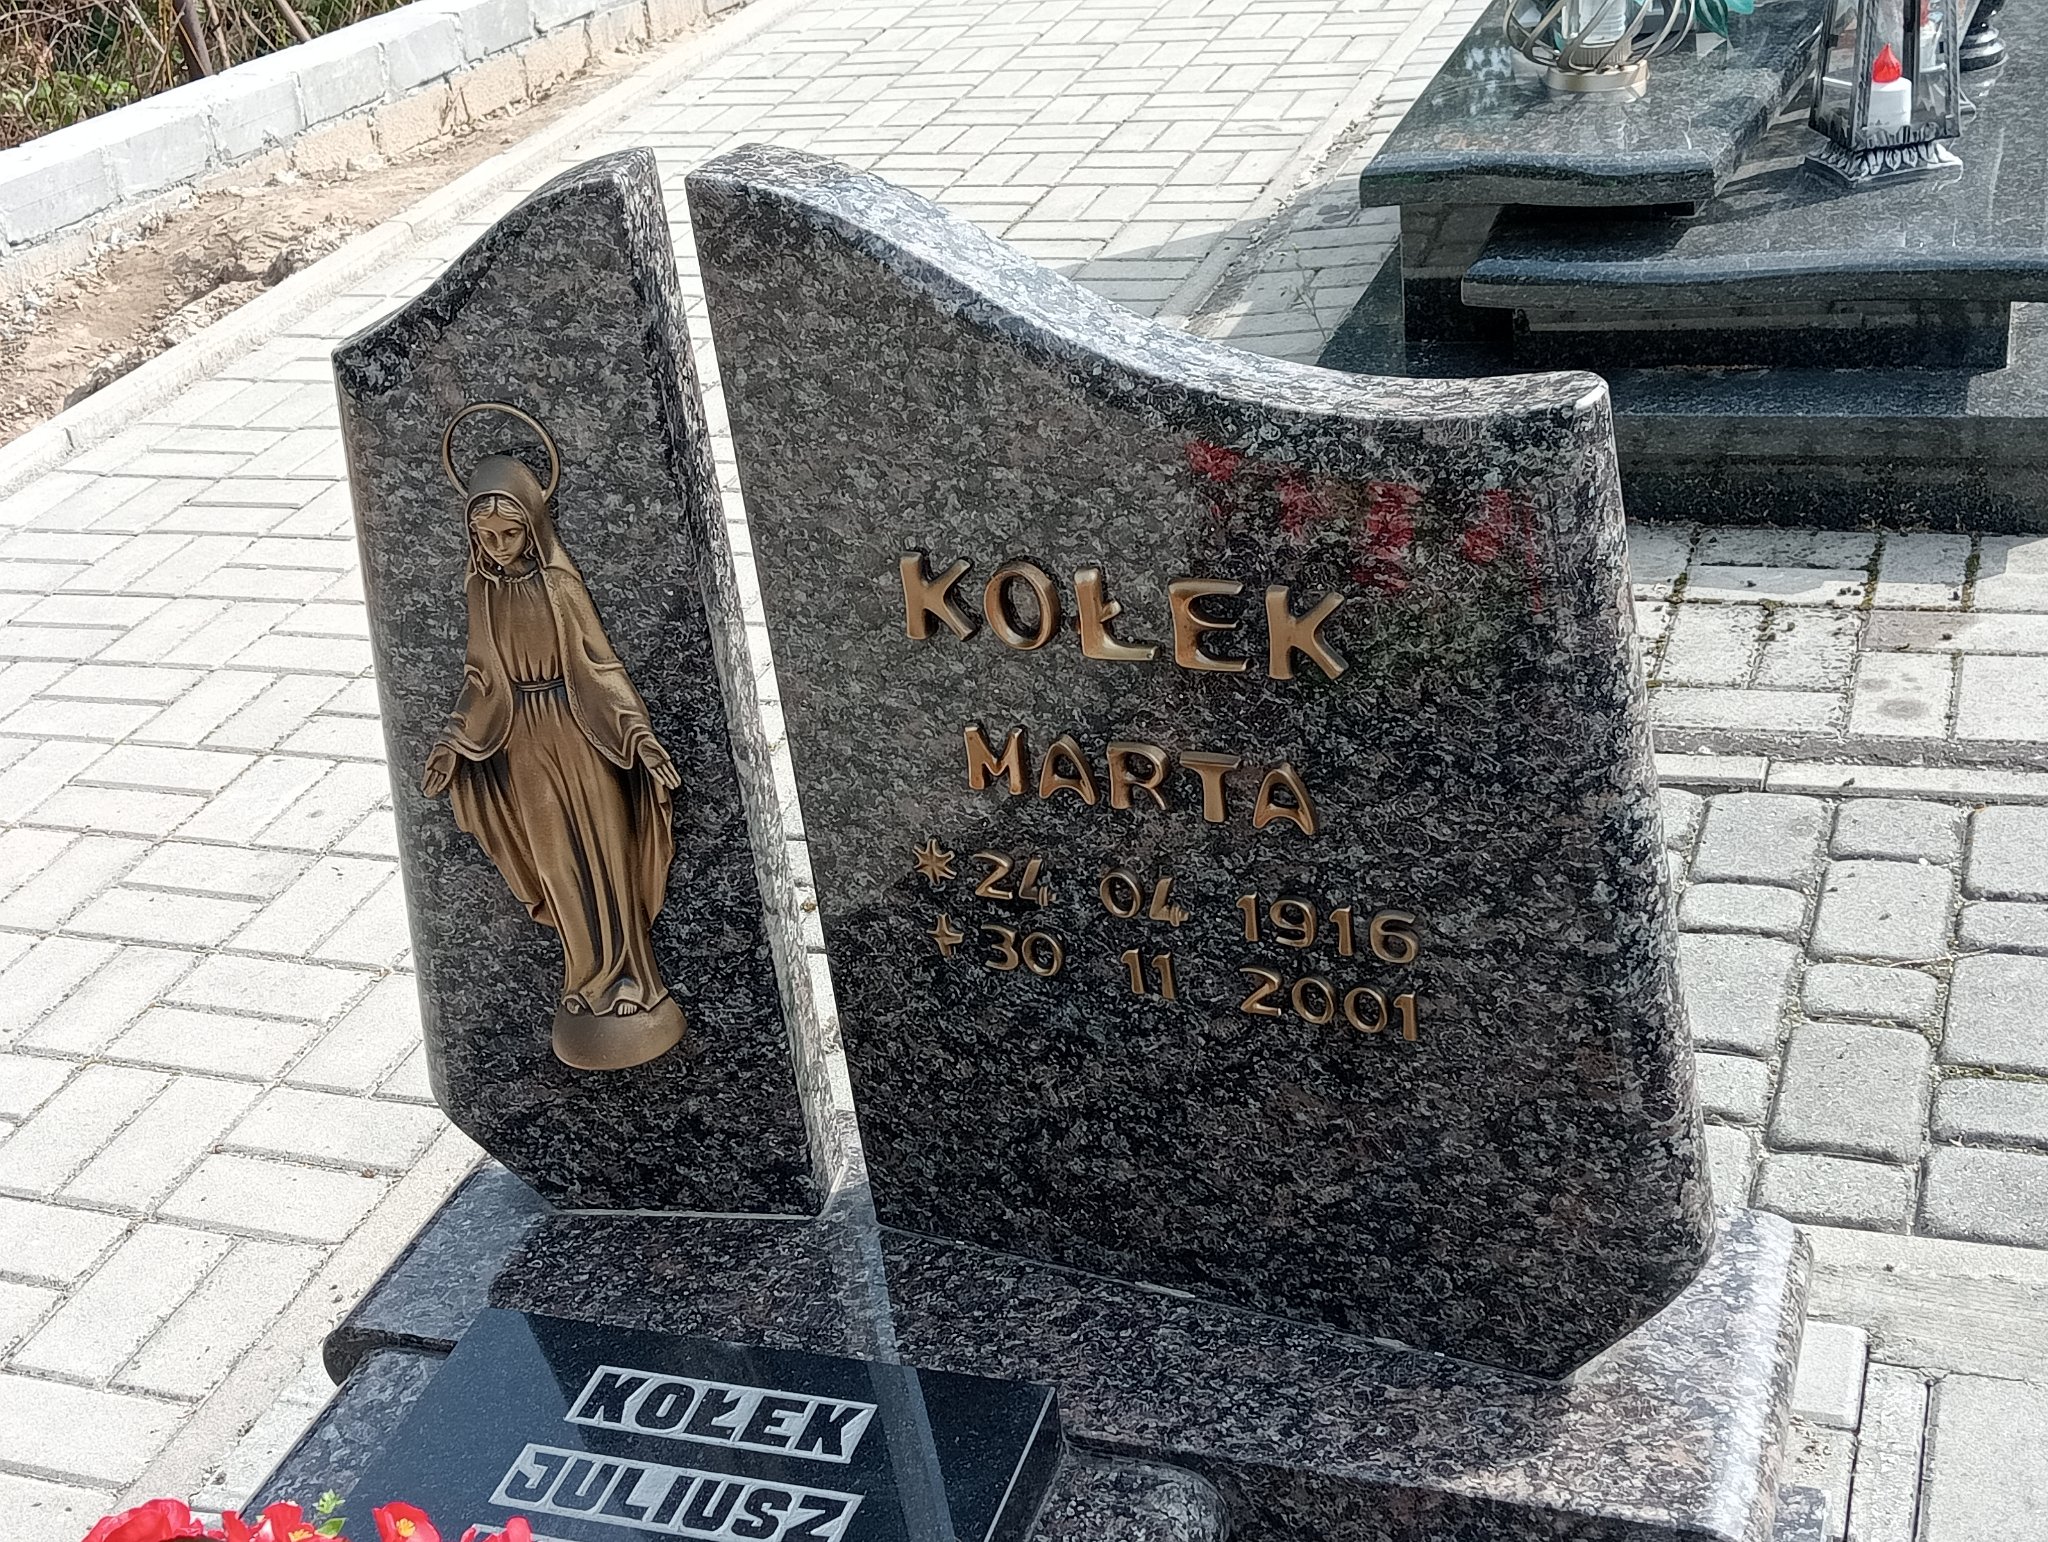 KOŁEK
MARTA
* 24 04 1916
+ 30 11 2001
KOŁEK
JULIUSZ